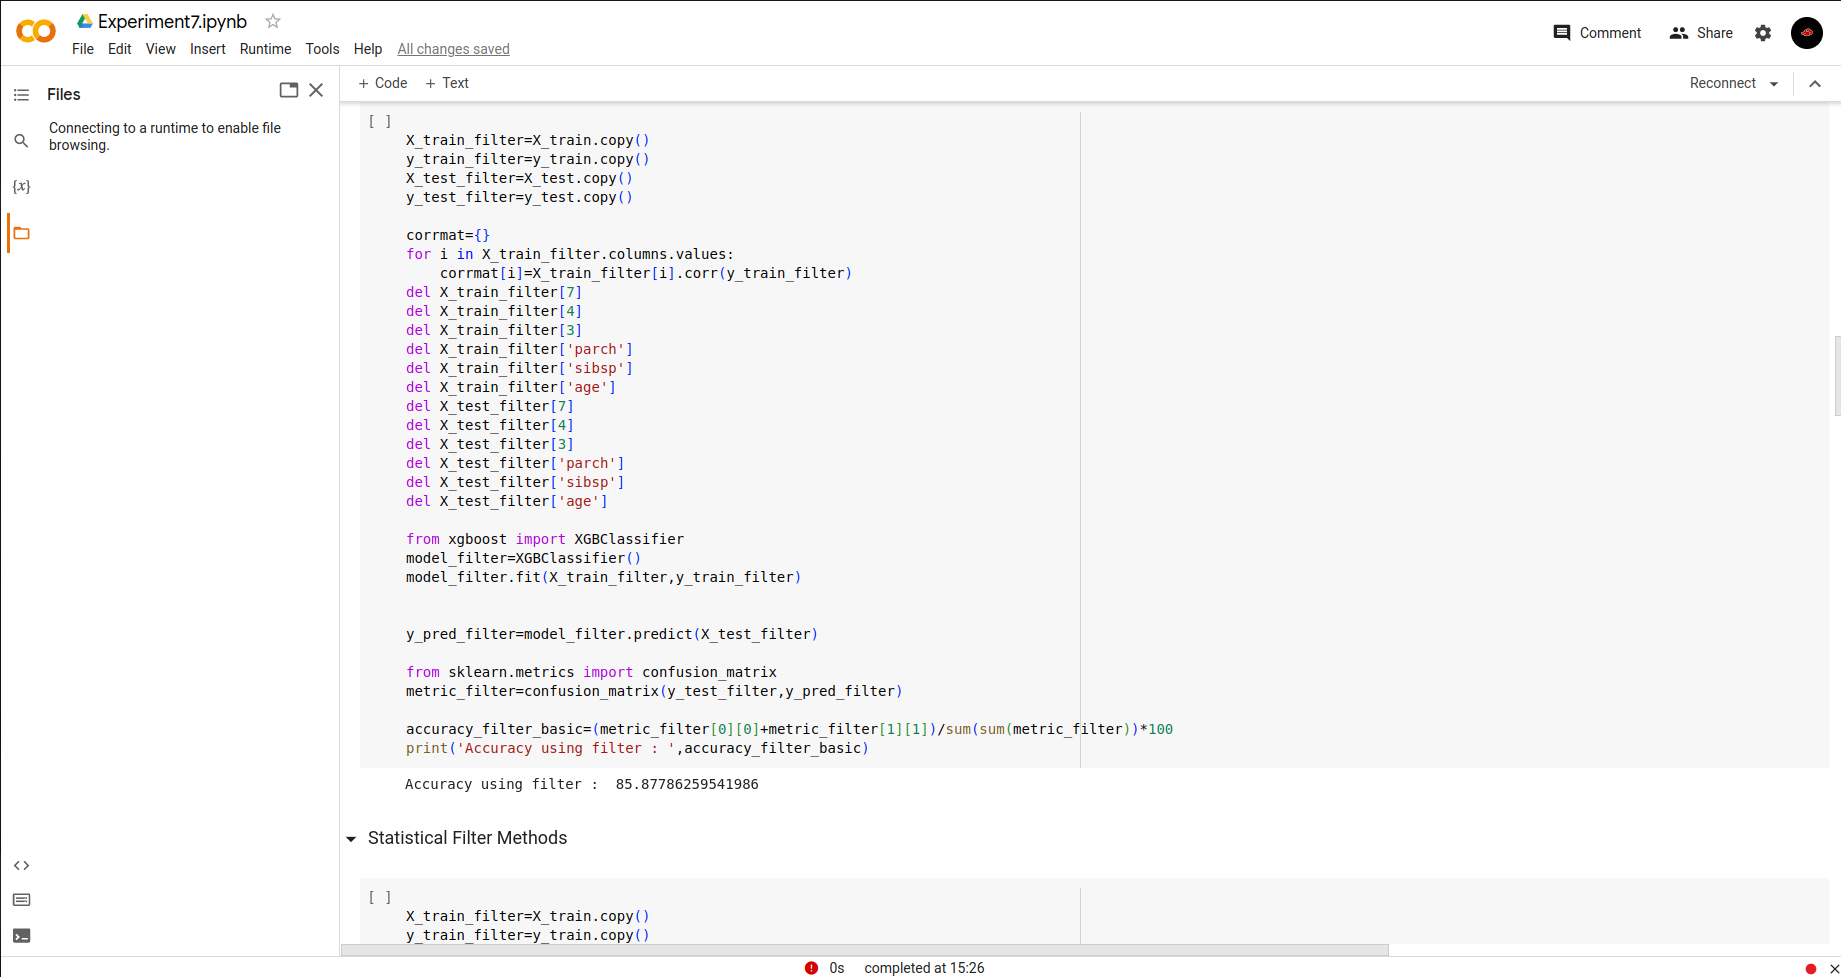 Experiment7.ipynb
File Edit View Insert Runtime Tools Help All changes saved
Comment Share
Files
Connecting to a runtime to enable file
browsing.
{x}
+ Code + Text
Reconnect
[ ]
X_train_filter=X_train.copy()
y_train_filter=y_train.copy()
X_test_filter=X_test.copy()
y_test_filter=y_test.copy()
corrmat={}
for i in X_train_filter.columns.values:
    corrmat[i]=X_train_filter[i].corr(y_train_filter)
del X_train_filter[7]
del X_train_filter[4]
del X_train_filter[3]
del X_train_filter['parch']
del X_train_filter['sibsp']
del X_train_filter['age']
del X_test_filter[7]
del X_test_filter[4]
del X_test_filter[3]
del X_test_filter['parch']
del X_test_filter['sibsp']
del X_test_filter['age']
from xgboost import XGBClassifier
model_filter=XGBClassifier()
model_filter.fit(X_train_filter,y_train_filter)
y_pred_filter=model_filter.predict(X_test_filter)
from sklearn.metrics import confusion_matrix
metric_filter=confusion_matrix(y_test_filter,y_pred_filter)
accuracy_filter_basic=(metric_filter[0][0]+metric_filter[1][1])/sum(sum(metric_filter))*100
print('Accuracy using filter : ',accuracy_filter_basic)
Accuracy using filter :  85.87786259541986
Statistical Filter Methods
[ ]
X_train_filter=X_train.copy()
y_train_filter=y_train.copy()
0s completed at 15:26